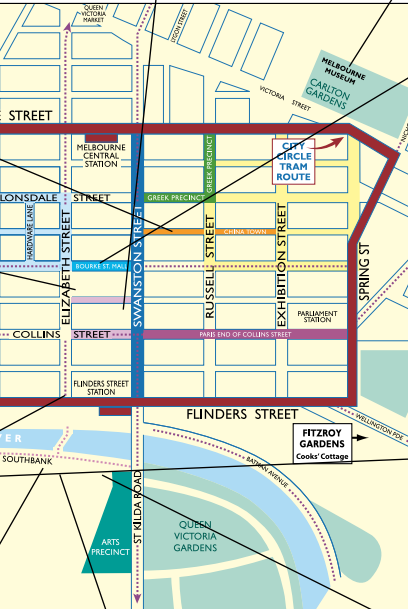 QUEEN
VICTORIA
MARKET
LYGON STREET
MELBOURNE
MUSEUM
CARLTON
GARDENS
VICTORIA STREET
STREET
MELBOURNE
CENTRAL
STATION
GREEK PRECINCT
CITY
CIRCLE
TRAM
ROUTE
LONSDALE STREET
GREEK PRECINCT
HARDWARE LANE
ELIZABETH STREET
SWANSTON STREET
RUSSELL STREET
EXHIBITION STREET
SPRING ST
CHINA TOWN
BOURKE ST. MALL
PARLIAMENT
STATION
COLLINS STREET
PARIS END OF COLLINS STREET
FLINDERS STREET
STATION
FLINDERS STREET
WELLINGTON PDE
FITZROY
GARDENS
Cooks' Cottage
VER
SOUTHBANK
BATMAN AVENUE
ST KILDA ROAD
ARTS
PRECINCT
QUEEN
VICTORIA
GARDENS